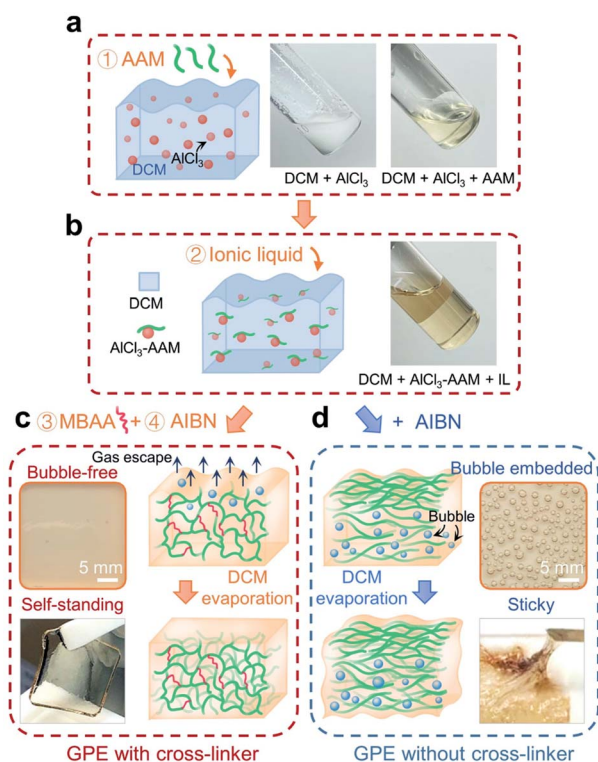 a
① AAM
AlCl₃
DCM
DCM + AlCl₃
DCM + AlCl₃ + AAM
b
② Ionic liquid
DCM
AlCl₃-AAM
DCM + AlCl₃-AAM + IL
c
③ MBAA + ④ AIBN
Gas escape
Bubble-free
5 mm
DCM
evaporation
Self-standing
GPE with cross-linker
d
+ AIBN
Bubble embedded
Bubble
5 mm
DCM
evaporation
Sticky
GPE without cross-linker